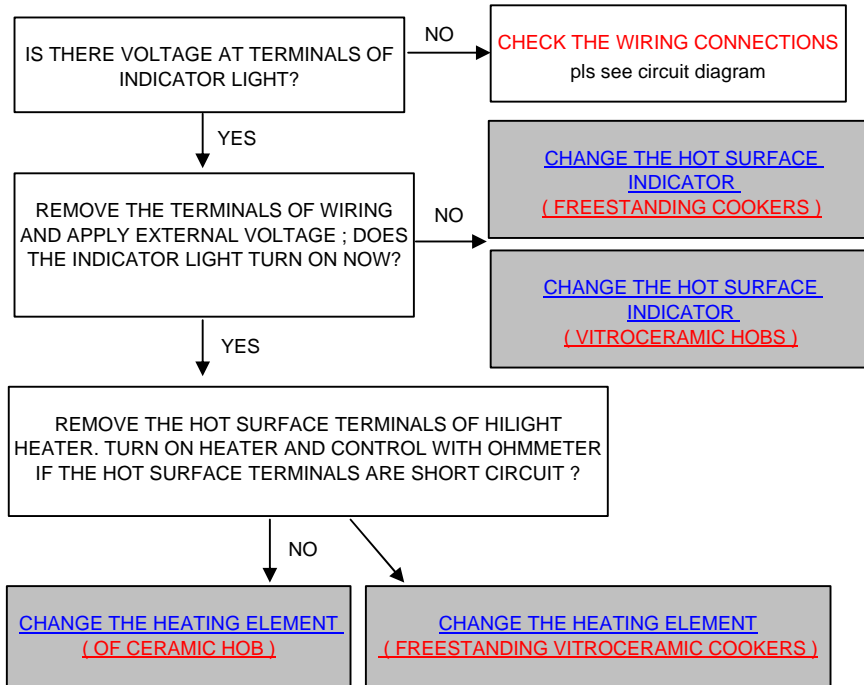 IS THERE VOLTAGE AT TERMINALS OF
INDICATOR LIGHT?
NO
CHECK THE WIRING CONNECTIONS
pls see circuit diagram
YES
REMOVE THE TERMINALS OF WIRING
AND APPLY EXTERNAL VOLTAGE ; DOES
THE INDICATOR LIGHT TURN ON NOW?
NO
CHANGE THE HOT SURFACE
INDICATOR
( FREESTANDING COOKERS )
CHANGE THE HOT SURFACE
INDICATOR
( VITROCERAMIC HOBS )
YES
REMOVE THE HOT SURFACE TERMINALS OF HILIGHT
HEATER. TURN ON HEATER AND CONTROL WITH OHMMETER
IF THE HOT SURFACE TERMINALS ARE SHORT CIRCUIT ?
NO
CHANGE THE HEATING ELEMENT
( OF CERAMIC HOB )
CHANGE THE HEATING ELEMENT
( FREESTANDING VITROCERAMIC COOKERS )